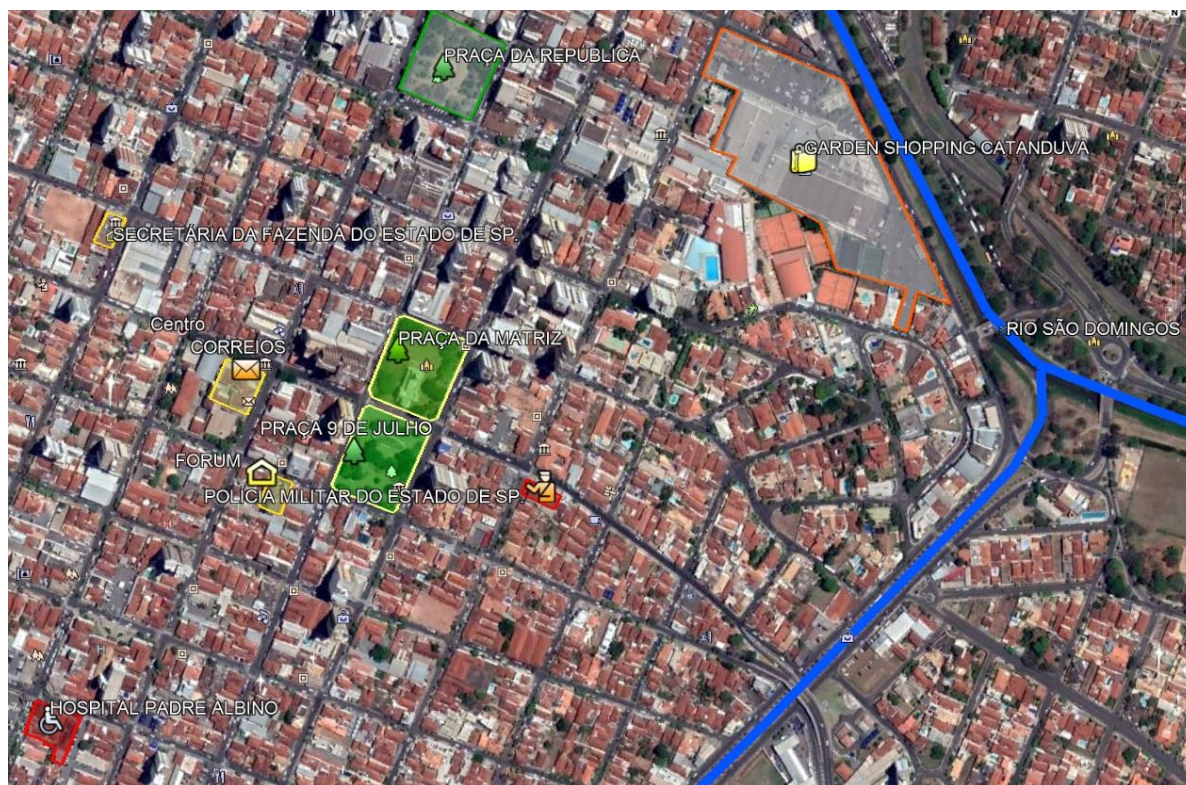 N
PRAÇA DA REPÚBLICA
GARDEN SHOPPING CATANDUVA
SECRETÁRIA DA FAZENDA DO ESTADO DE SP.
Centro
CORREIOS
PRAÇA DA MATRIZ
RIO SÃO DOMINGOS
PRAÇA 9 DE JULHO
FORUM
POLÍCIA MILITAR DO ESTADO DE SP.
H
H
HOSPITAL PADRE ALBINO